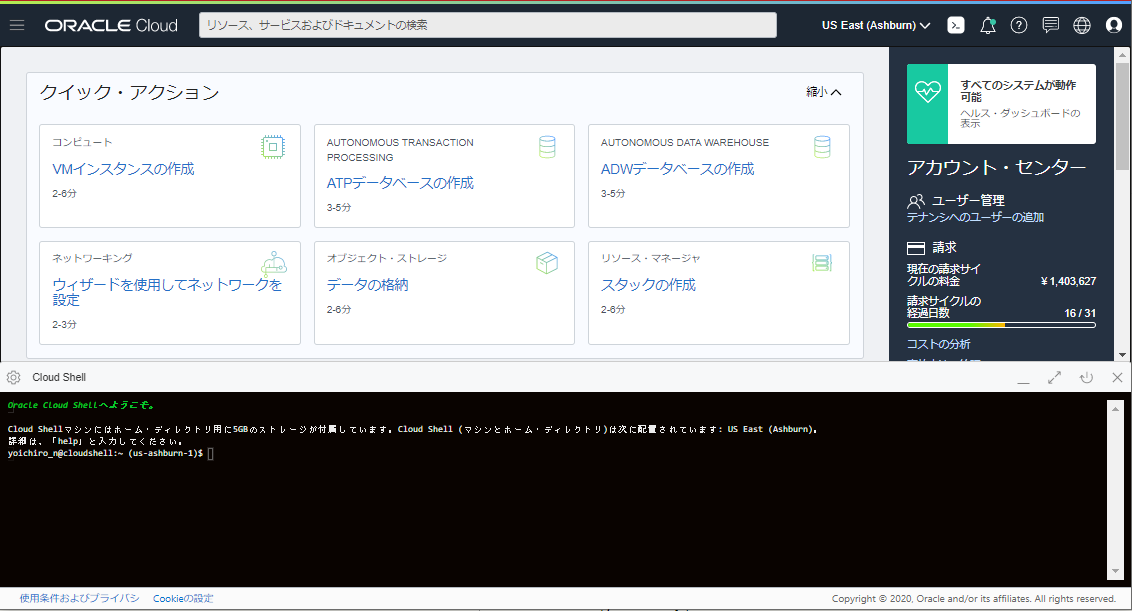 ORACLE Cloud
リソース、サービスおよびドキュメントの検索
US East (Ashburn)
クイック・アクション
縮小
コンピュート
VMインスタンスの作成
2-6分
AUTONOMOUS TRANSACTION
PROCESSING
ATPデータベースの作成
3-5分
AUTONOMOUS DATA WAREHOUSE
ADWデータベースの作成
3-5分
ネットワーキング
ウィザードを使用してネットワークを
設定
2-3分
オブジェクト・ストレージ
データの格納
2-6分
リソース・マネージャ
スタックの作成
2-6分
すべてのシステムが動作
可能
ヘルス・ダッシュボードの
表示
アカウント・センター
ユーザー管理
テナンシへのユーザーの追加
請求
現在の請求サイ
クルの料金 ¥1,403,627
請求サイクルの
経過日数 16 / 31
コストの分析
Cloud Shell
Oracle Cloud Shellへようこそ。
Cloud Shellマシンにはホーム・ディレクトリ用に5GBのストレージが付属しています。Cloud Shell (マシンとホーム・ディレクトリ)は次に配置されています: US East (Ashburn)。
詳細は、「help」と入力してください。
yoichiro_n@cloudshell:~ (us-ashburn-1)$
使用条件およびプライバシ Cookieの設定
Copyright © 2020, Oracle and/or its affiliates. All rights reserved.